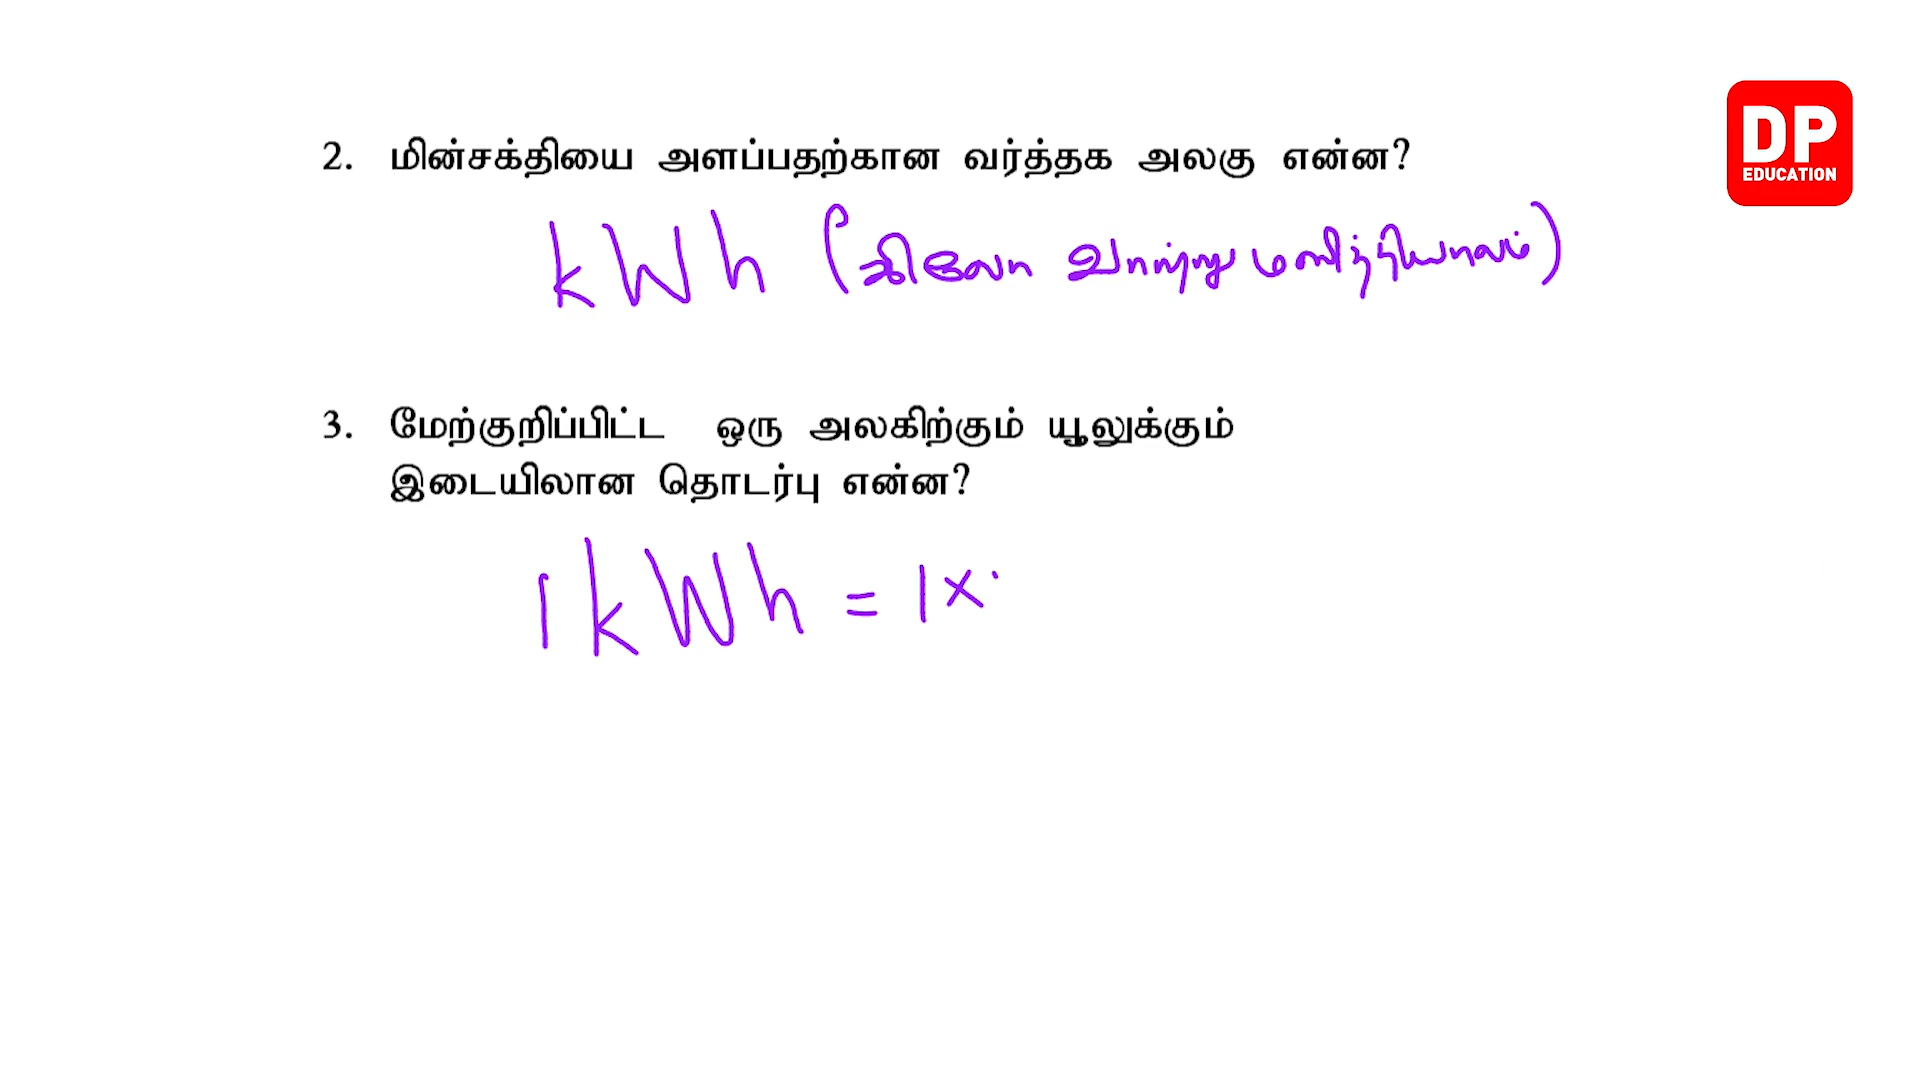 DP
EDUCATION
2. மின்சக்தியை அளப்பதற்கான வர்த்தக அலகு என்ன?
kWh (கிலோ வாற்று மணித்தியாலம்)
3. மேற்குறிப்பிட்ட ஒரு அலகிற்கும் யூலுக்கும்
இடையிலான தொடர்பு என்ன?
1 kWh = 1×